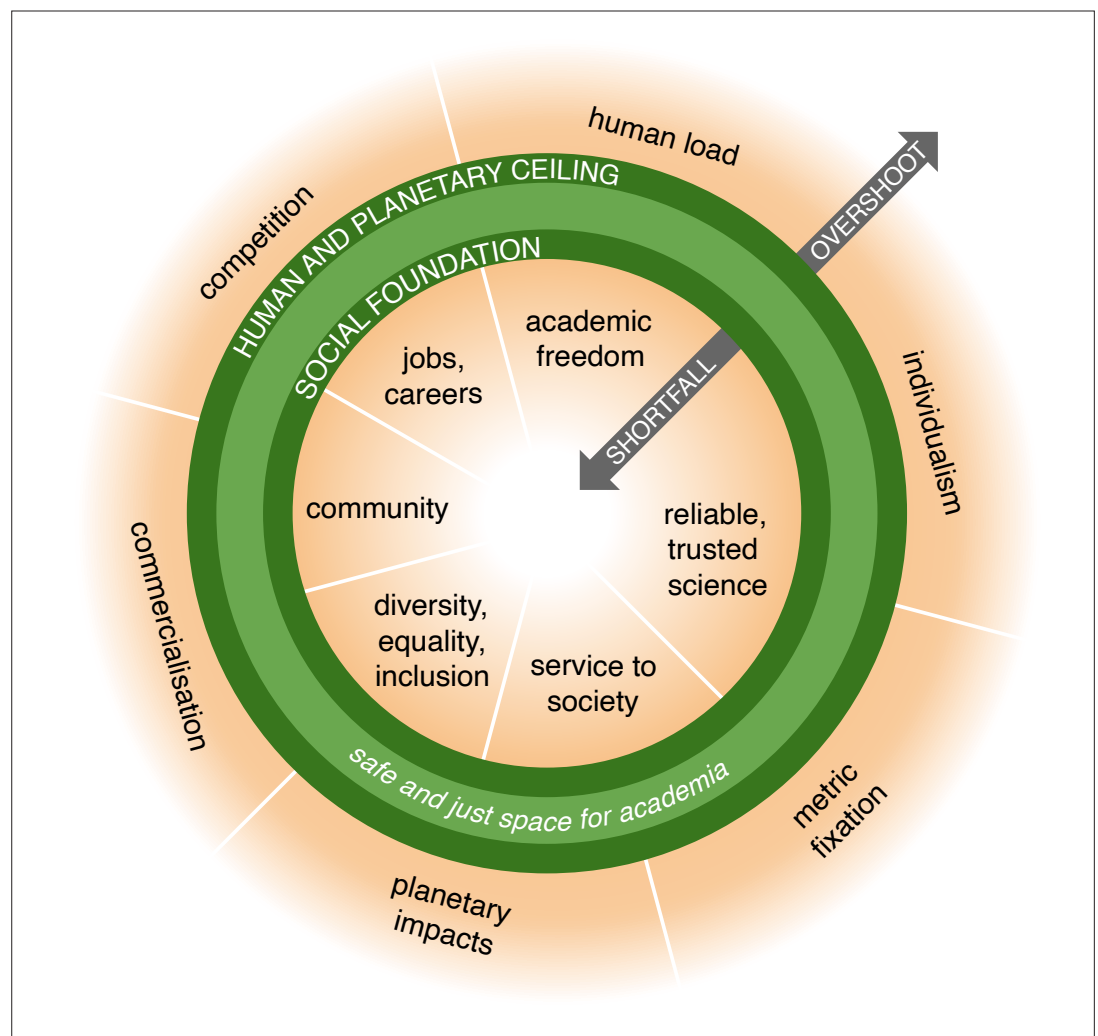 human load
OVERSHOOT
competition
HUMAN AND PLANETARY CEILING
SOCIAL FOUNDATION
academic
freedom
jobs,
careers
SHORTFALL
individualism
community
reliable,
trusted
science
commercialisation
diversity,
equality,
inclusion
service to
society
safe and just space for academia
metric
fixation
planetary
impacts